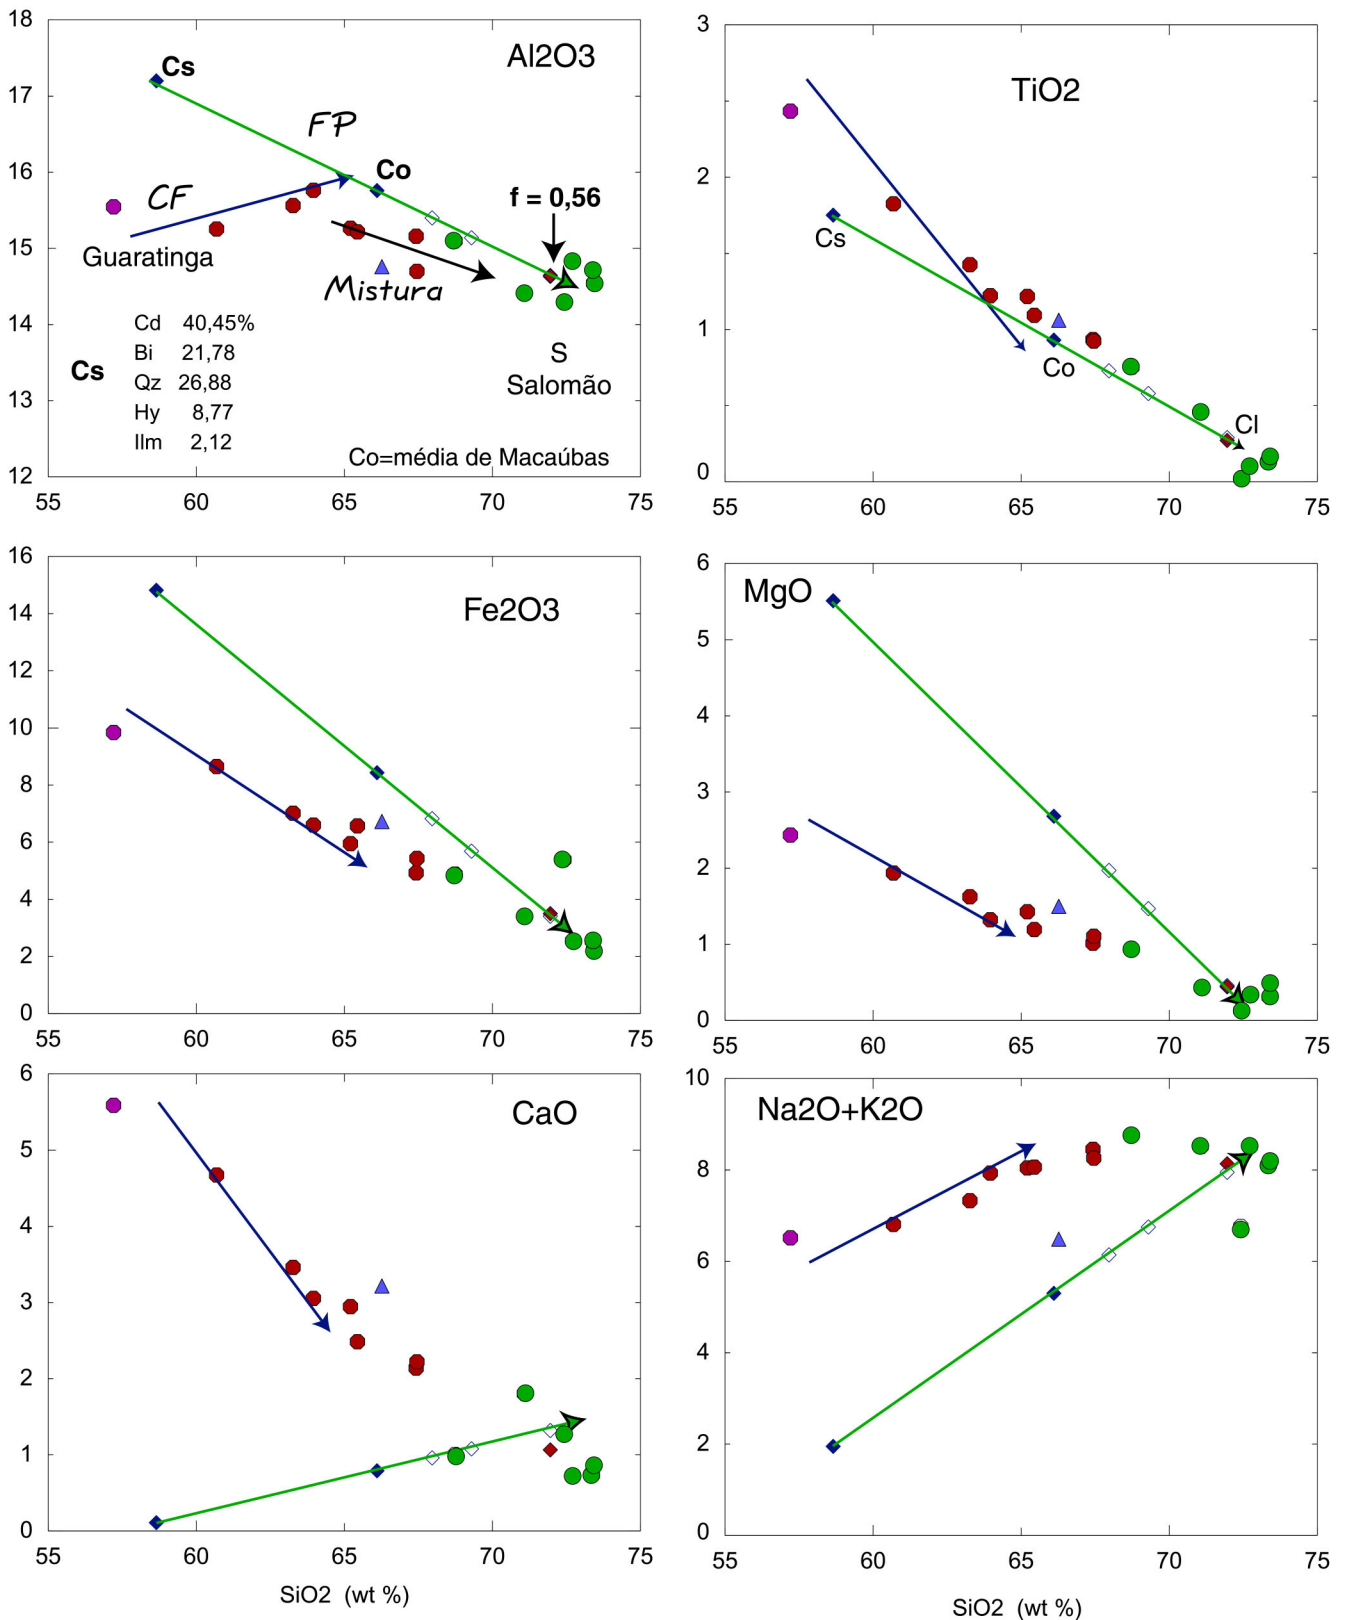 18
17
16
15
14
13
12
Al2O3
Cs
FP
Co
CF
f = 0,56
Guaratinga
Mistura
Cs
Cd 40,45%
Bi 21,78
Qz 26,88
Hy 8,77
Ilm 2,12
S
Salomão
Co=média de Macaúbas
55 60 65 70 75
3
2
1
0
TiO2
Cs
Co
Cl
55 60 65 70 75
16
14
12
10
8
6
4
2
0
Fe2O3
55 60 65 70 75
6
5
4
3
2
1
0
MgO
55 60 65 70 75
6
5
4
3
2
1
0
CaO
55 60 65 70 75
SiO2 (wt %)
10
8
6
4
2
0
Na2O+K2O
55 60 65 70 75
SiO2 (wt %)